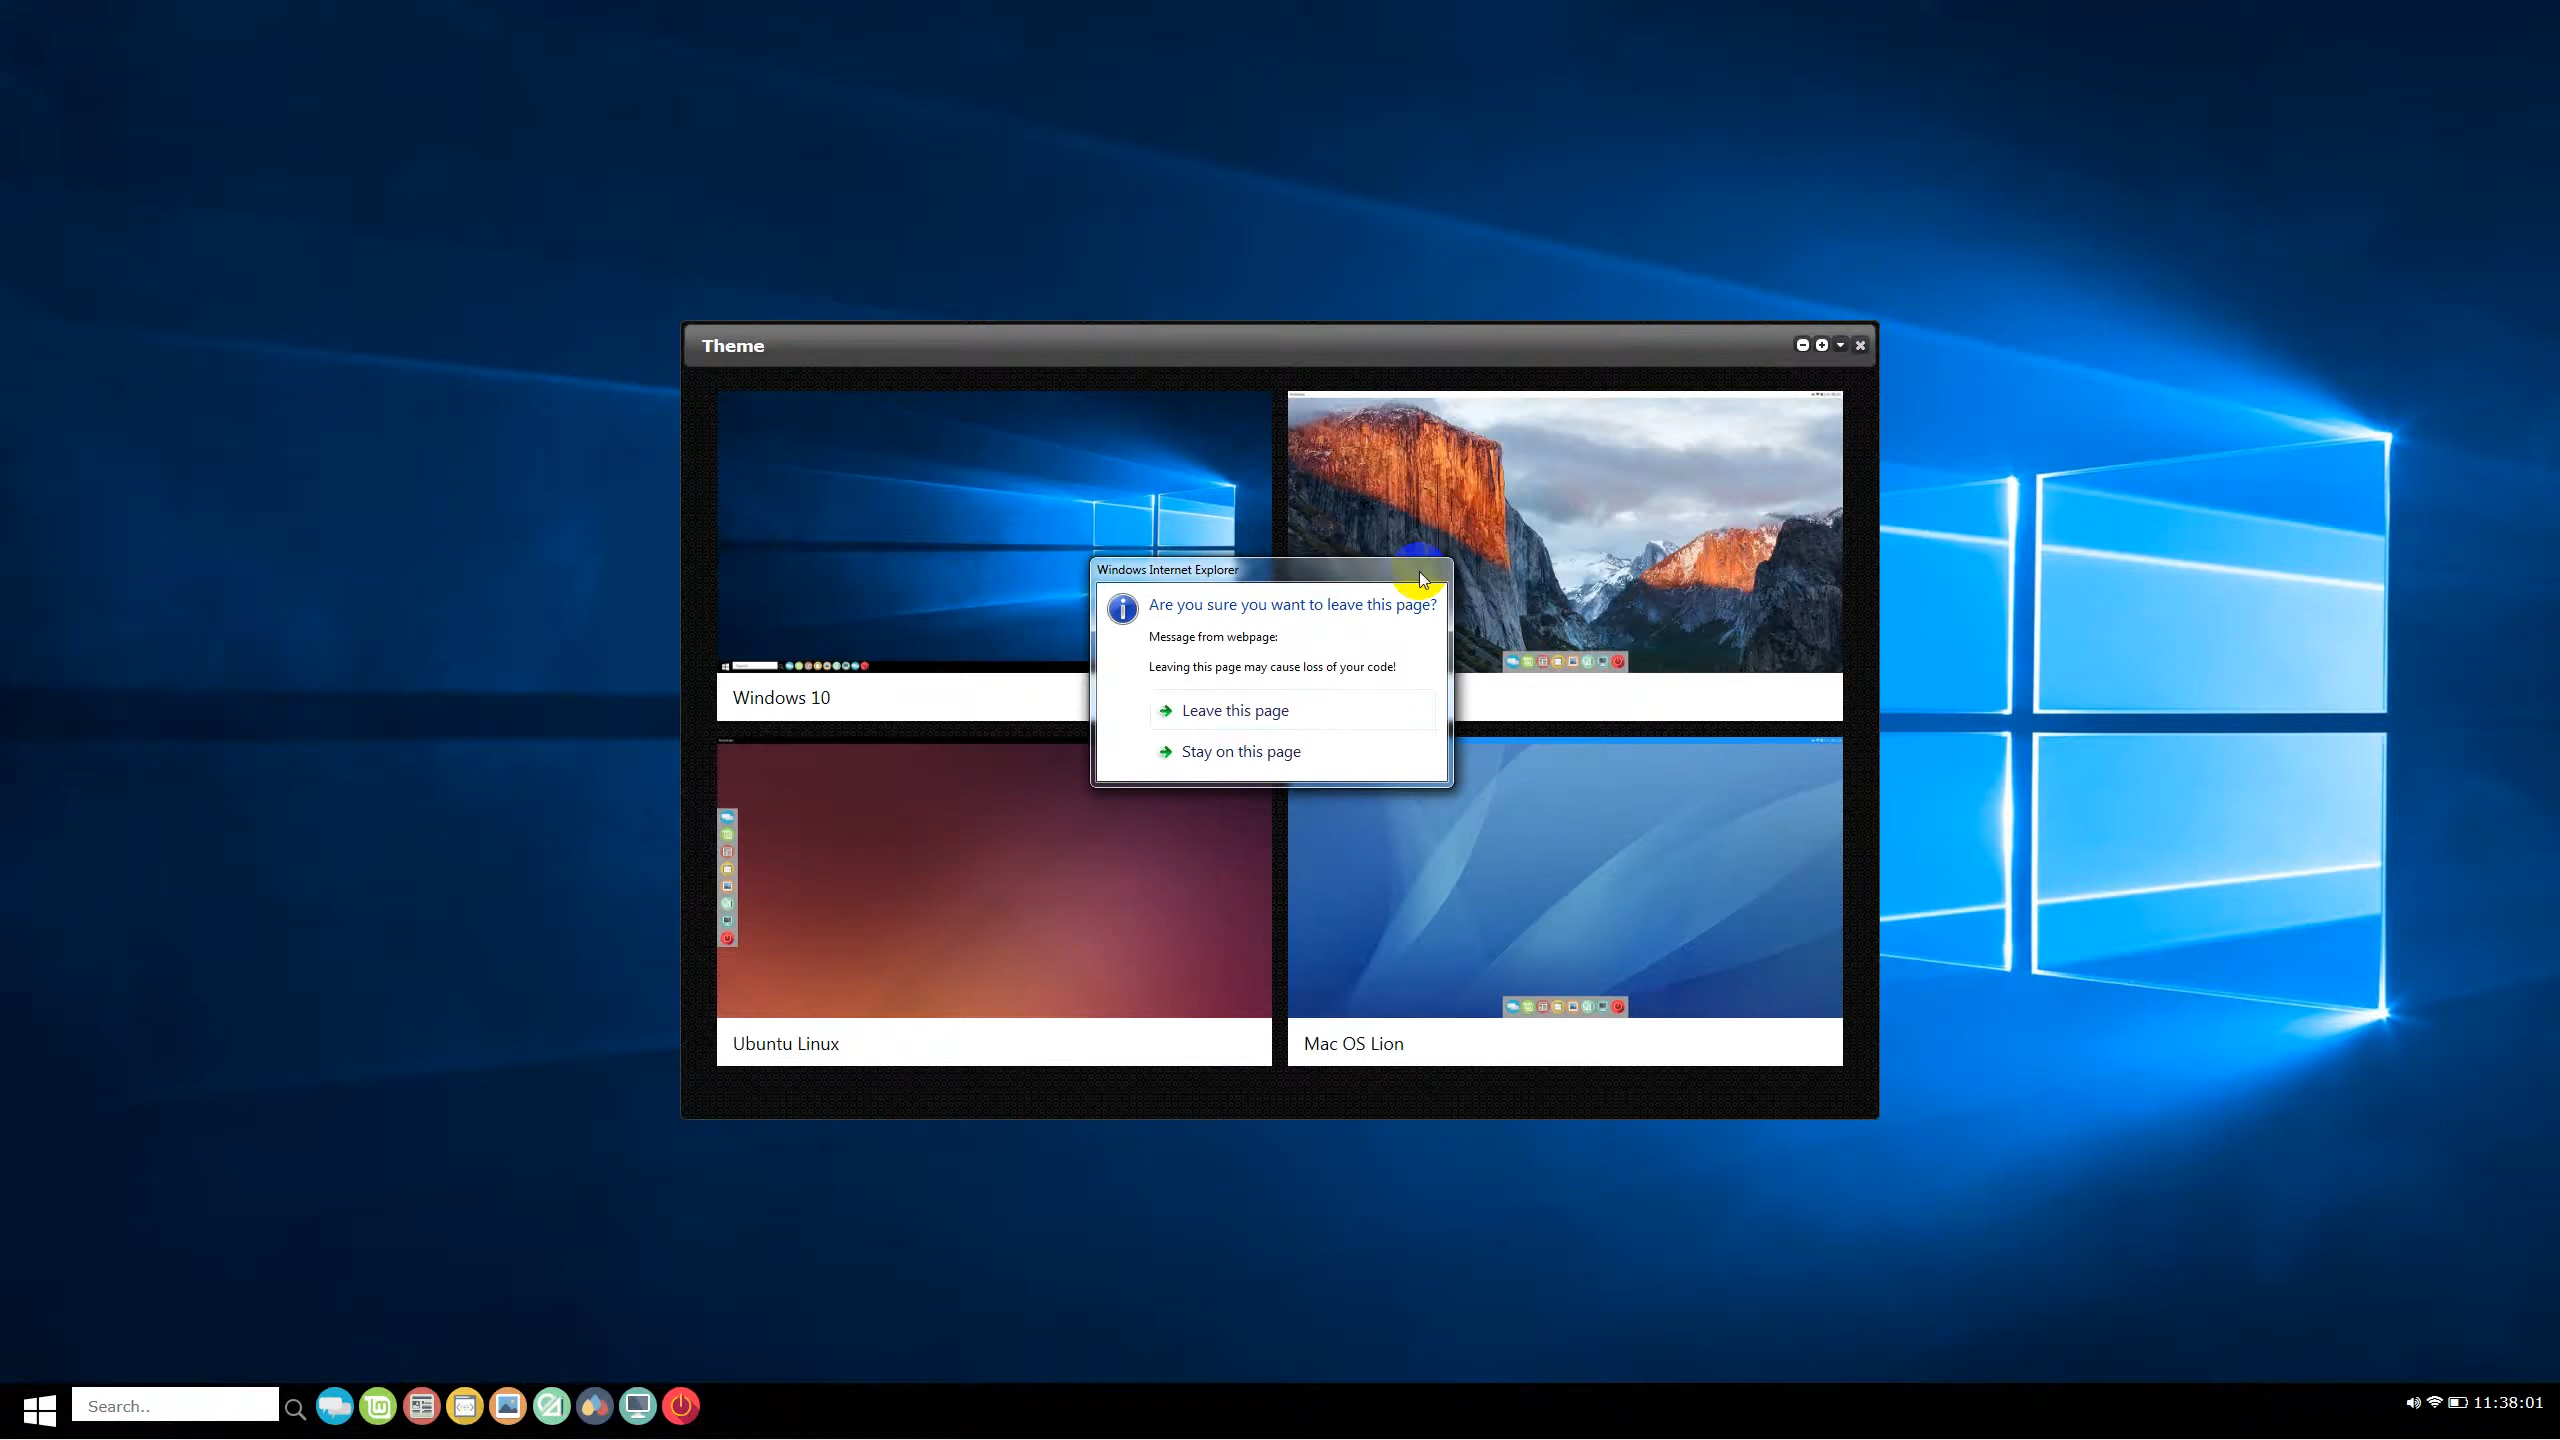 Theme
Windows Internet Explorer
Are you sure you want to leave this page?
Message from webpage:
Leaving this page may cause loss of your code!
Leave this page
Stay on this page
Windows 10
Ubuntu Linux
Mac OS Lion
Search..
11:38:01